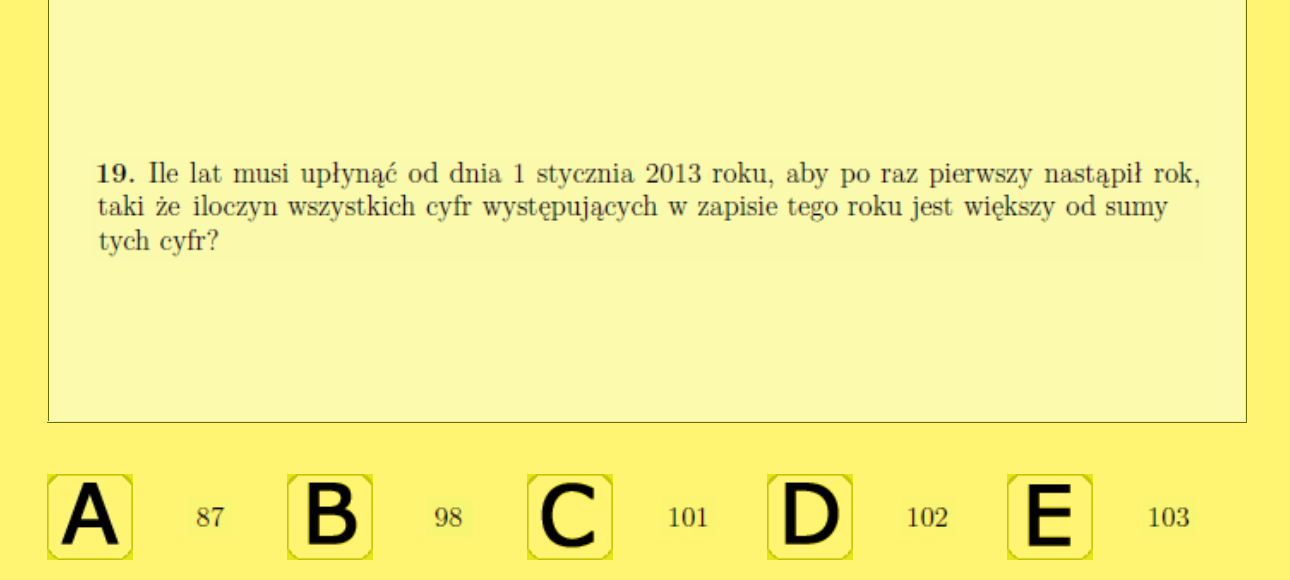 19. Ile lat musi upłynąć od dnia 1 stycznia 2013 roku, aby po raz pierwszy nastąpił rok,
taki że iloczyn wszystkich cyfr występujących w zapisie tego roku jest większy od sumy
tych cyfr?
A 87 B 98 C 101 D 102 E 103